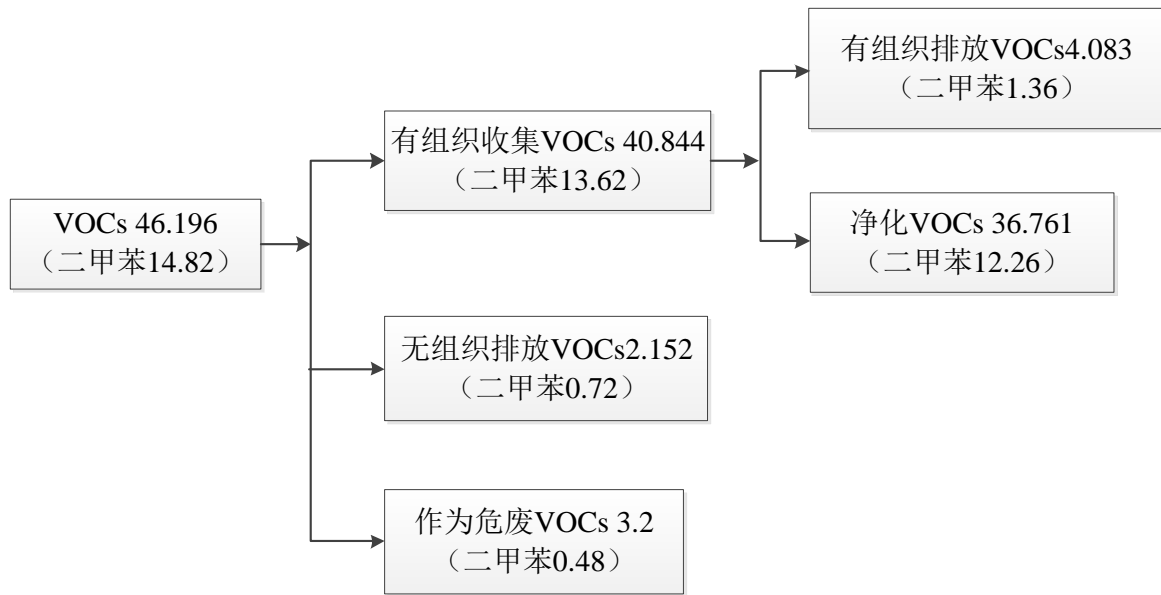 VOCs 46.196
（二甲苯14.82）
有组织收集VOCs 40.844
（二甲苯13.62）
无组织排放VOCs2.152
（二甲苯0.72）
作为危废VOCs 3.2
（二甲苯0.48）
有组织排放VOCs4.083
（二甲苯1.36）
净化VOCs 36.761
（二甲苯12.26）